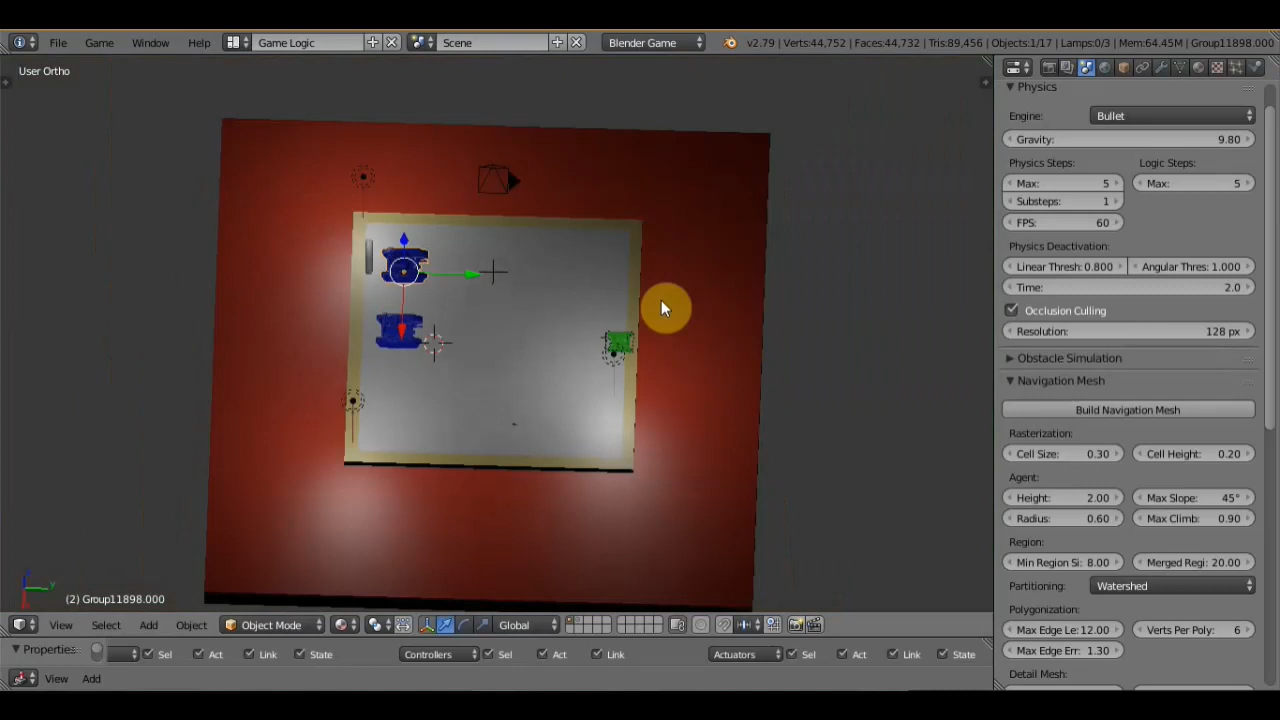 File Game Window Help Game Logic Scene Blender Game v2.79 | Verts:44,752 | Faces:44,732 | Tris:89,456 | Objects:1/17 | Lamps:0/3 | Mem:64.45M | Group11898.000
User Ortho
Physics
Engine: Bullet
Gravity: 9.80
Physics Steps: Logic Steps:
Max: 5 Max: 5
Substeps: 1
FPS: 60
Physics Deactivation:
Linear Thresh: 0.800 Angular Thres: 1.000
Time: 2.0
Occlusion Culling
Resolution: 128 px
Obstacle Simulation
Navigation Mesh
Build Navigation Mesh
Rasterization:
Cell Size: 0.30 Cell Height: 0.20
Agent:
Height: 2.00 Max Slope: 45°
Radius: 0.60 Max Climb: 0.90
Region:
Min Region Si: 8.00 Merged Regi: 20.00
Partitioning: Watershed
Polygonization:
Max Edge Le: 12.00 Verts Per Poly: 6
Max Edge Err: 1.30
Detail Mesh:
(2) Group11898.000
View Select Add Object Object Mode Global
Properties Sel Act Link State Controllers Sel Act Link Actuators Sel Act Link State
View Add